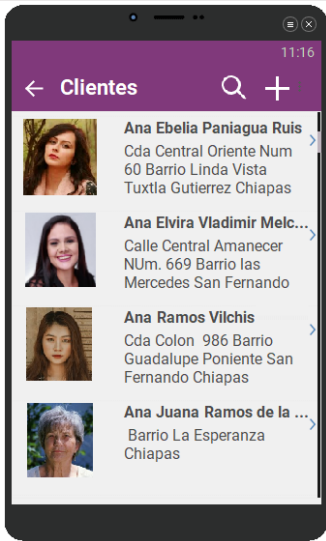 11:16
Clientes
Ana Ebelia Paniagua Ruis
Cda Central Oriente Num
60 Barrio Linda Vista
Tuxtla Gutierrez Chiapas
Ana Elvira Vladimir Melc...
Calle Central Amanecer
NUm. 669 Barrio las
Mercedes San Fernando
Ana Ramos Vilchis
Cda Colon 986 Barrio
Guadalupe Poniente San
Fernando Chiapas
Ana Juana Ramos de la ...
Barrio La Esperanza
Chiapas